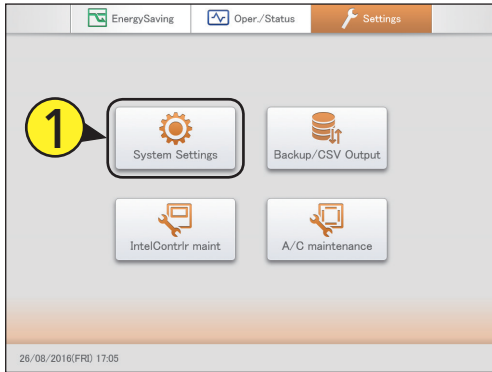 EnergySaving
Oper./Status
Settings
1
System Settings
Backup/CSV Output
IntelContrlr maint
A/C maintenance
26/08/2016(FRI) 17:05